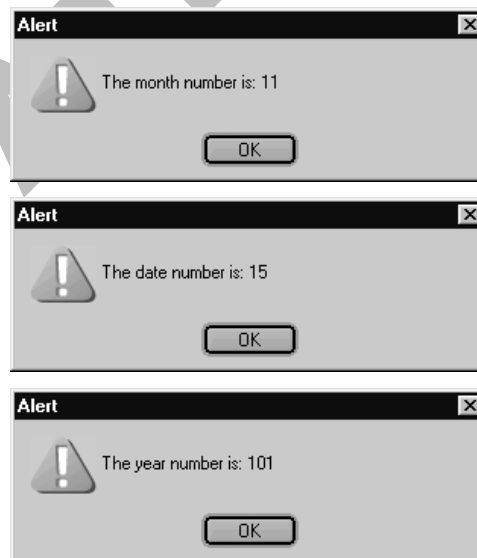 Alert
The month number is: 11
OK
Alert
The date number is: 15
OK
Alert
The year number is: 101
OK